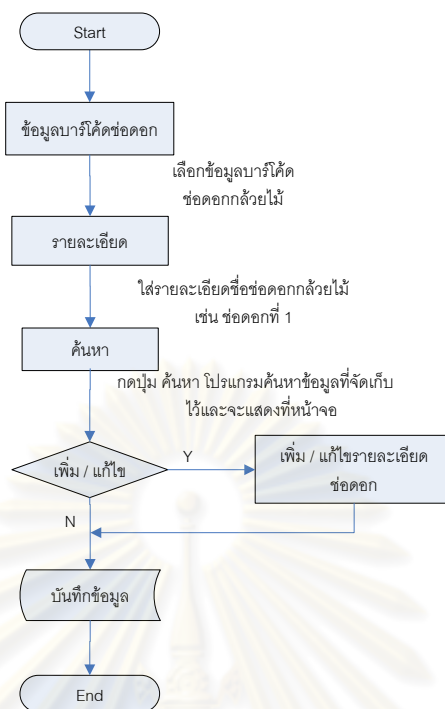 Start
ข้อมูลบาร์โค้ดช่อดอก
เลือกข้อมูลบาร์โค้ด
ช่อดอกกล้วยไม้
รายละเอียด
ใส่รายละเอียดชื่อช่อดอกกล้วยไม้
เช่น ช่อดอกที่ 1
ค้นหา
กดปุ่ม ค้นหา โปรแกรมค้นหาข้อมูลที่จัดเก็บ
ไว้และจะแสดงที่หน้าจอ
เพิ่ม / แก้ไข
Y
เพิ่ม / แก้ไขรายละเอียด
ช่อดอก
N
บันทึกข้อมูล
End